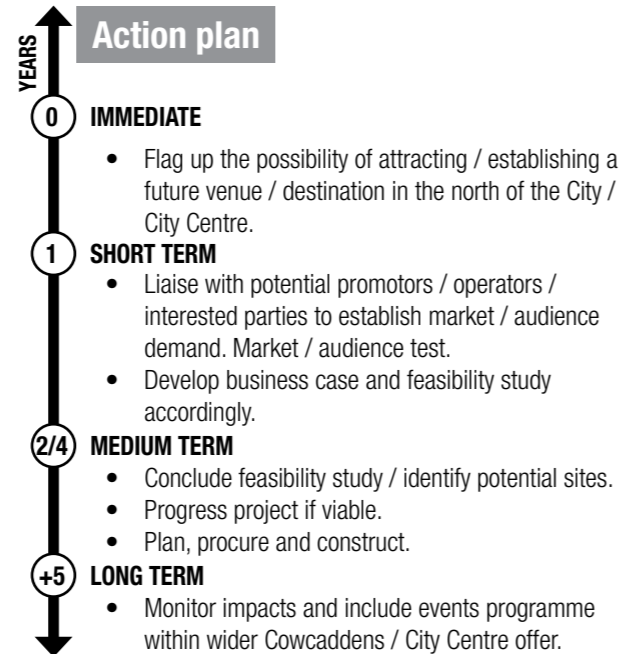 Action plan
YEARS
0 IMMEDIATE
• Flag up the possibility of attracting / establishing a
future venue / destination in the north of the City /
City Centre.
1 SHORT TERM
• Liaise with potential promotors / operators /
interested parties to establish market / audience
demand. Market / audience test.
• Develop business case and feasibility study
accordingly.
2/4 MEDIUM TERM
• Conclude feasibility study / identify potential sites.
• Progress project if viable.
• Plan, procure and construct.
+5 LONG TERM
• Monitor impacts and include events programme
within wider Cowcaddens / City Centre offer.